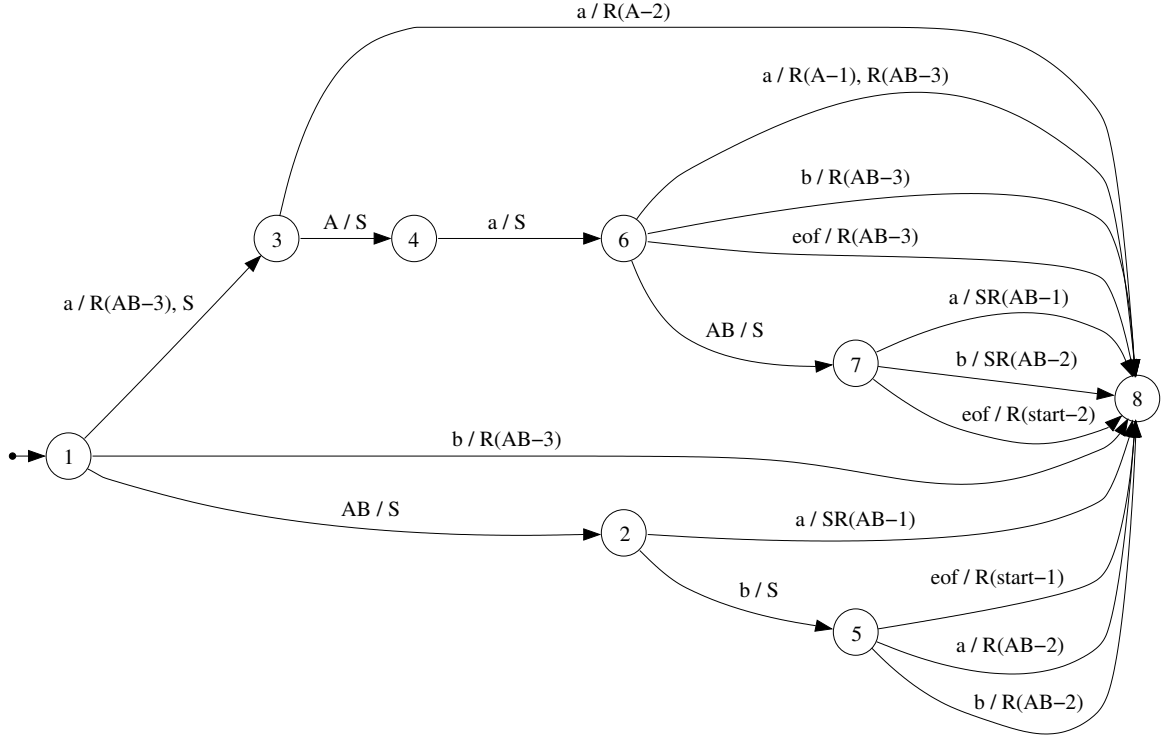 a / R(A−2)
a / R(A−1), R(AB−3)
b / R(AB−3)
3
A / S
4
a / S
6
eof / R(AB−3)
a / R(AB−3), S
a / SR(AB−1)
AB / S
7
b / SR(AB−2)
8
eof / R(start−2)
b / R(AB−3)
1
AB / S
2
a / SR(AB−1)
eof / R(start−1)
b / S
5
a / R(AB−2)
b / R(AB−2)